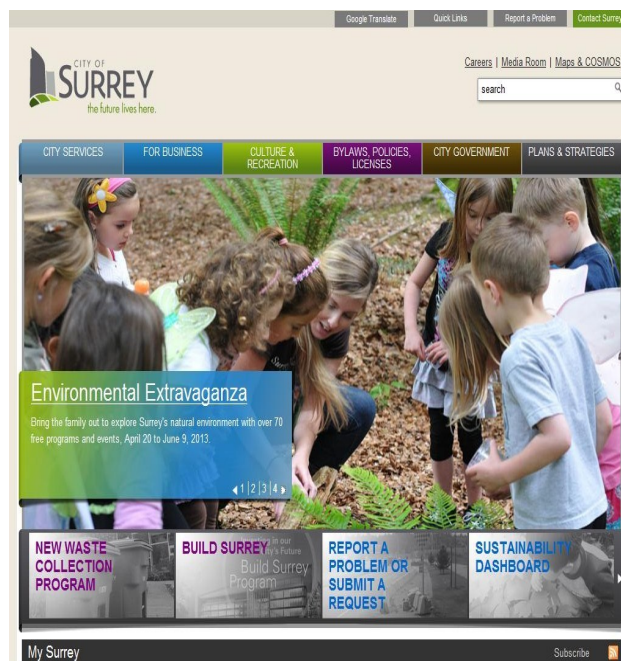 Google Translate
Quick Links
Report a Problem
Contact Surrey
CITY OF
SURREY
the future lives here.
Careers | Media Room | Maps & COSMOS
search
CITY SERVICES
FOR BUSINESS
CULTURE &
RECREATION
BYLAWS, POLICIES,
LICENSES
CITY GOVERNMENT
PLANS & STRATEGIES
Environmental Extravaganza
Bring the family out to explore Surrey's natural environment with over 70
free programs and events, April 20 to June 9, 2013.
1 | 2 | 3 | 4
NEW WASTE
COLLECTION
PROGRAM
BUILD SURREY
in our
City's Future
Build Surrey
Program
REPORT A
PROBLEM OR
SUBMIT A
REQUEST
SUSTAINABILITY
DASHBOARD
My Surrey
Subscribe